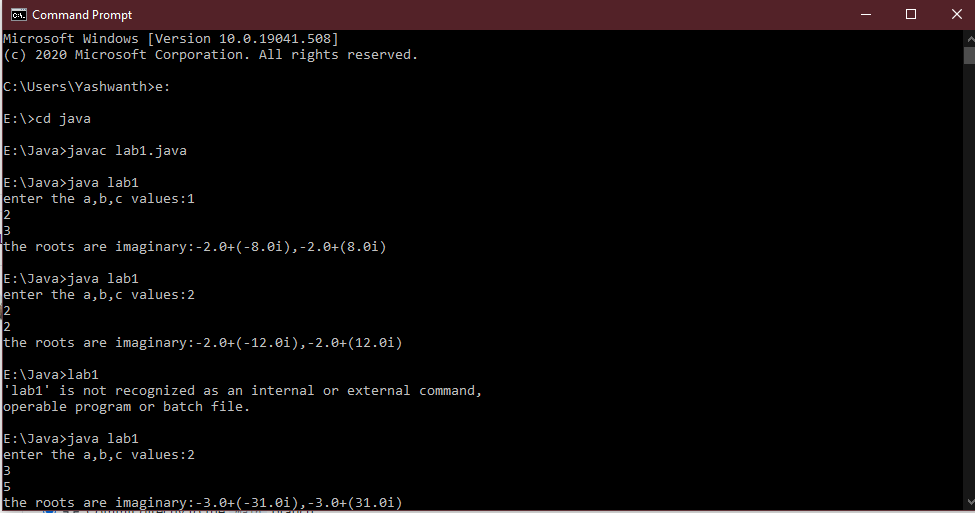 Command Prompt
Microsoft Windows [Version 10.0.19041.508]
(c) 2020 Microsoft Corporation. All rights reserved.
C:\Users\Yashwanth>e:
E:\>cd java
E:\Java>javac lab1.java
E:\Java>java lab1
enter the a,b,c values:1
2
3
the roots are imaginary:-2.0+(-8.0i),-2.0+(8.0i)
E:\Java>java lab1
enter the a,b,c values:2
2
2
the roots are imaginary:-2.0+(-12.0i),-2.0+(12.0i)
E:\Java>lab1
'lab1' is not recognized as an internal or external command,
operable program or batch file.
E:\Java>java lab1
enter the a,b,c values:2
3
5
the roots are imaginary:-3.0+(-31.0i),-3.0+(31.0i)